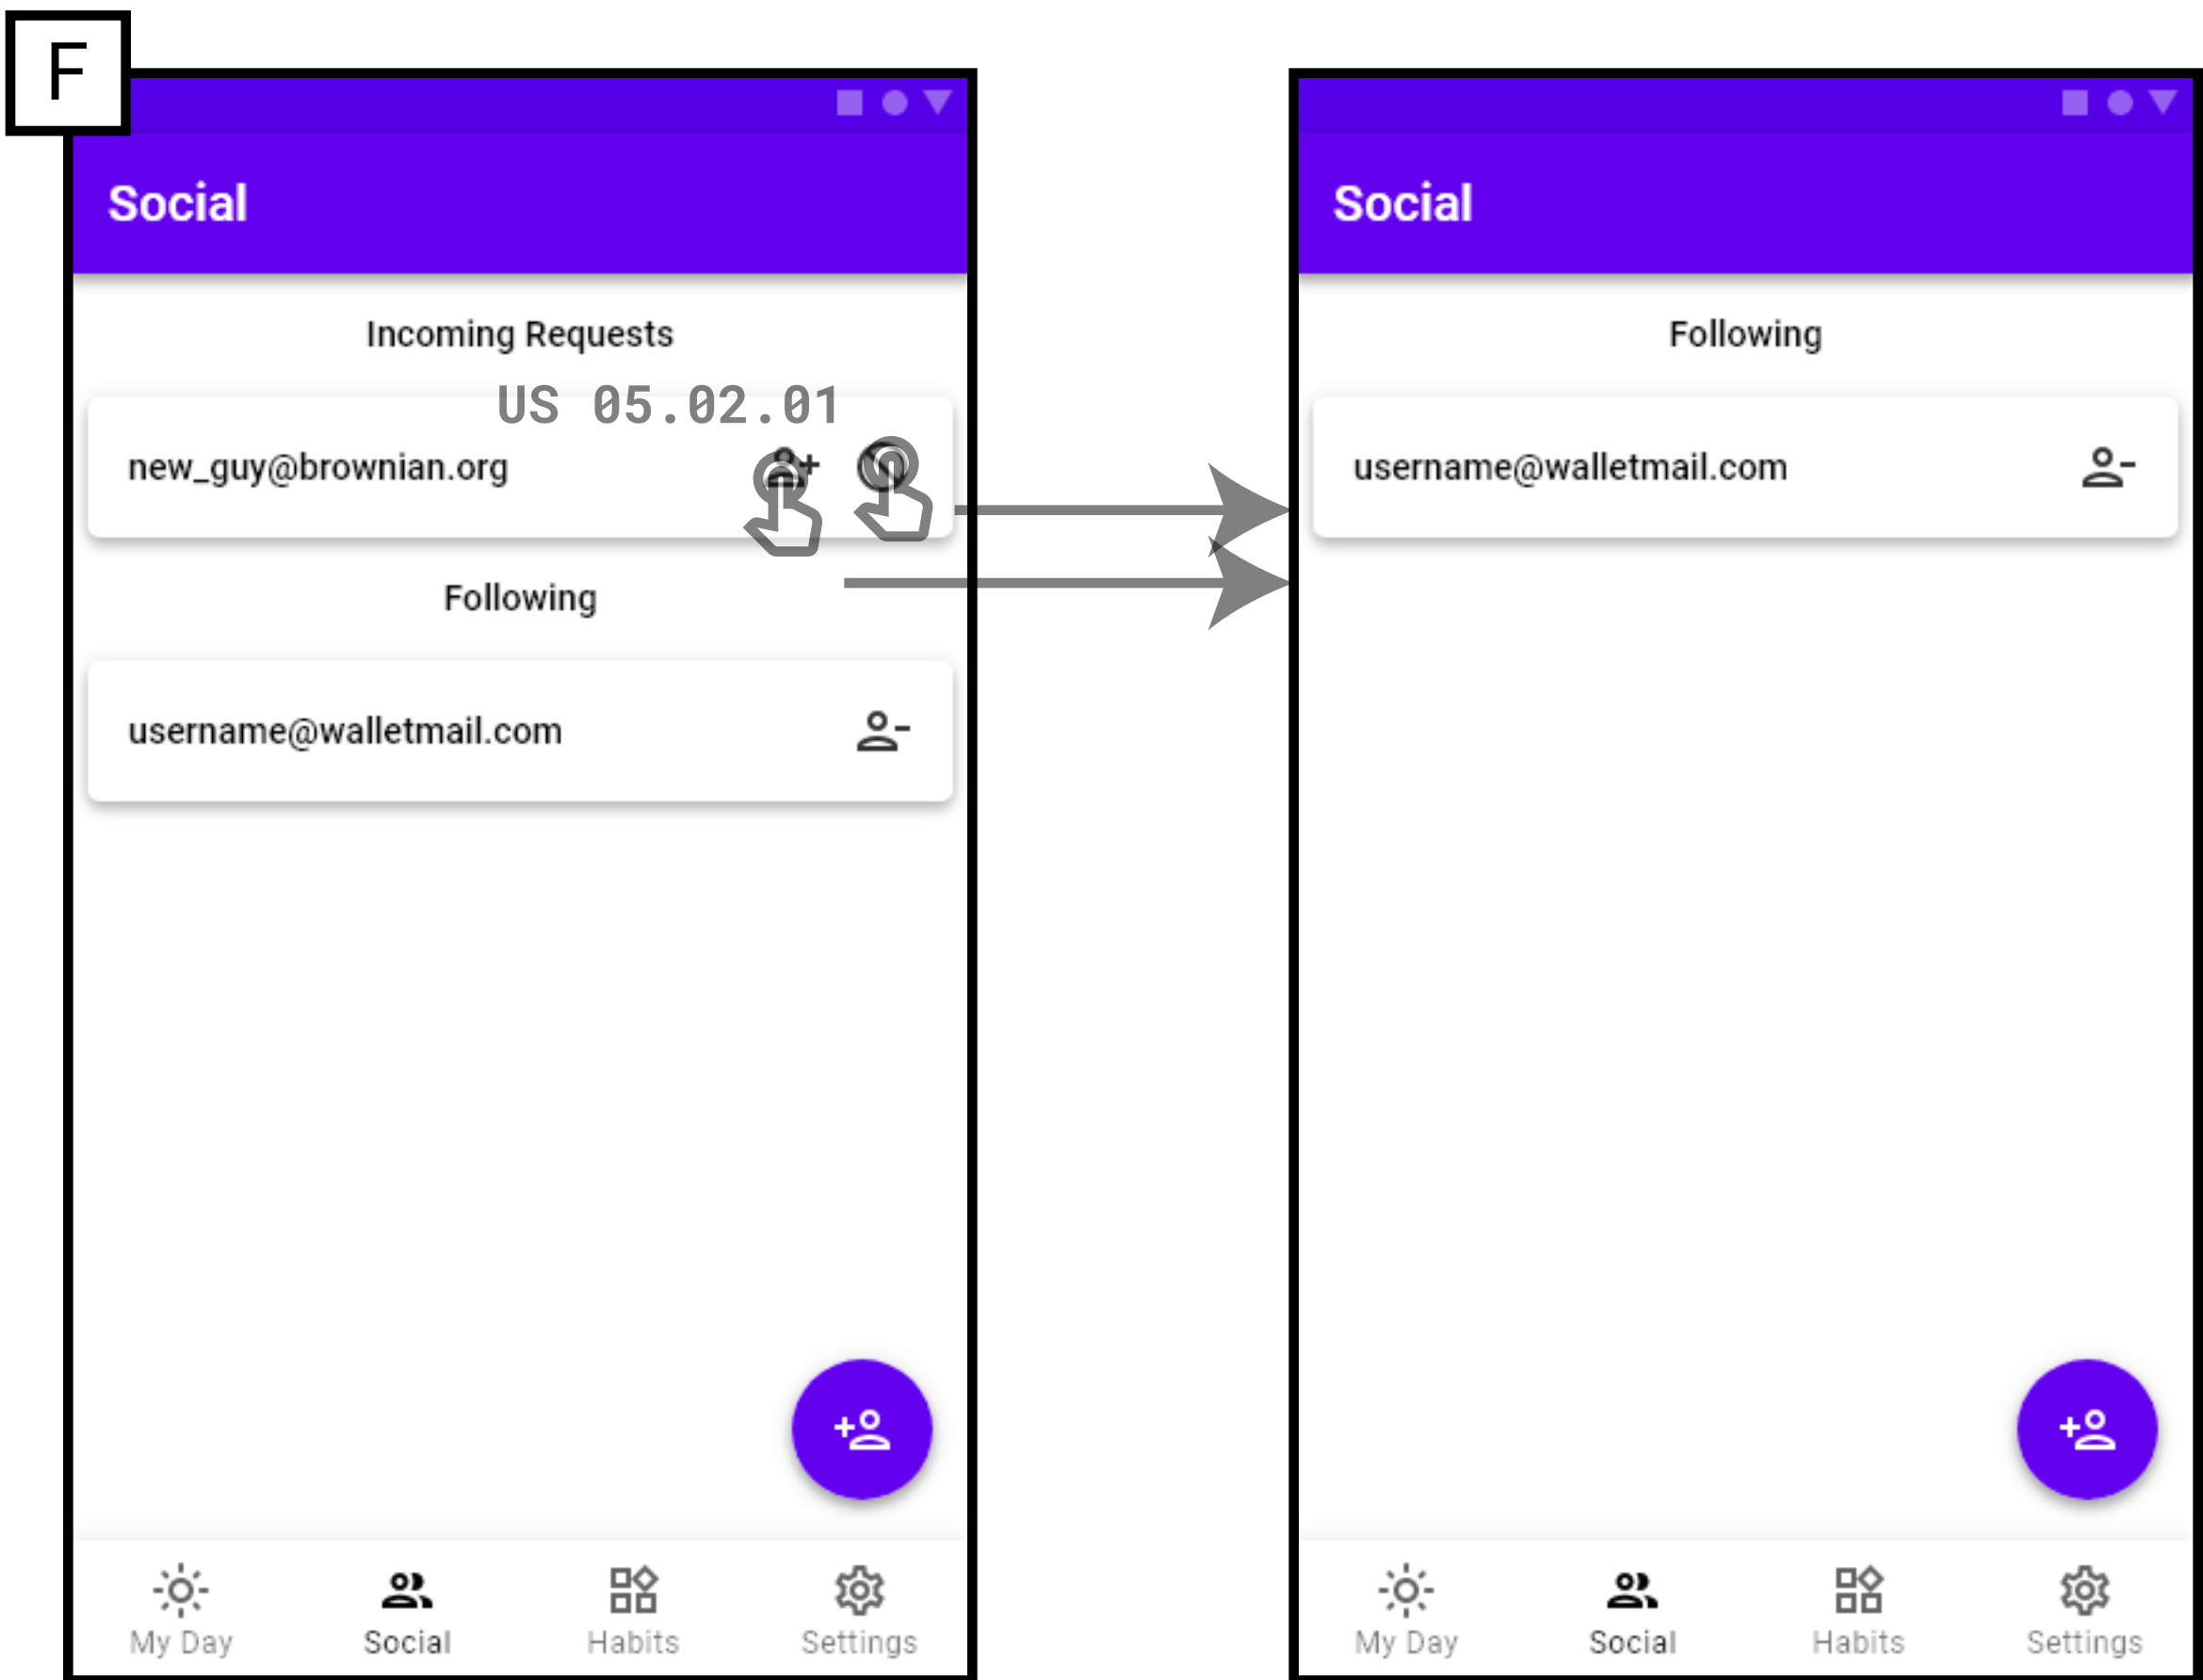 F
Social
Incoming Requests
US 05.02.01
new_guy@brownian.org
Following
username@walletmail.com
My Day
Social
Habits
Settings
Social
Following
username@walletmail.com
My Day
Social
Habits
Settings